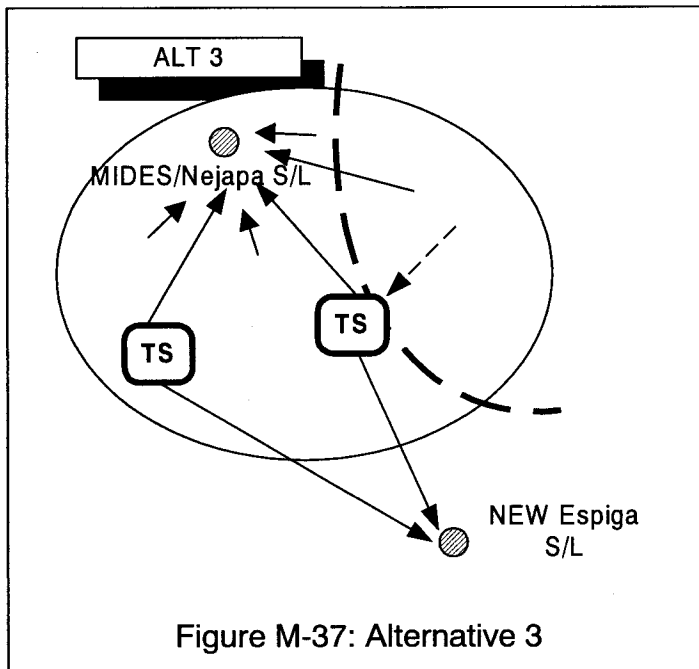 ALT 3
MIDES/Nejapa S/L
TS
TS
NEW Espiga
S/L
Figure M-37: Alternative 3